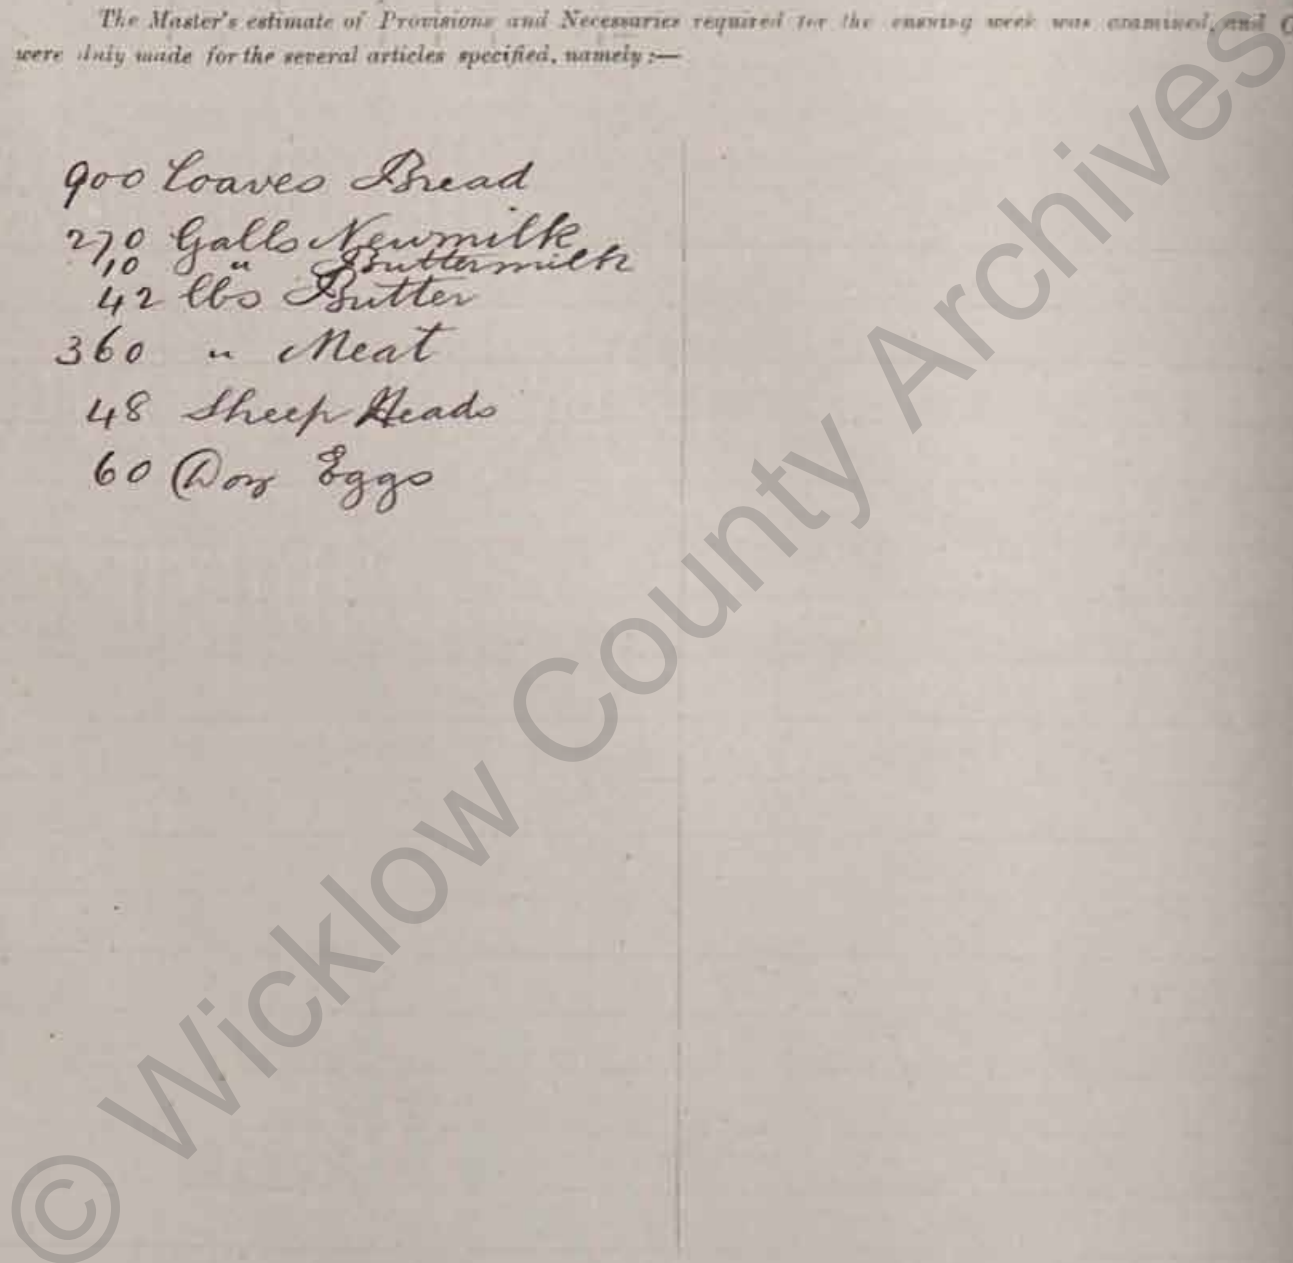 The Master's estimate of Provisions and Necessaries required for the ensuing week was examined, and O
were duly made for the several articles specified, namely :—
900 Loaves Bread
270 Galls Newmilk
10 " Buttermilk
42 lbs Butter
360 " Meat
48 Sheep Heads
60 Doz Eggs
© Wicklow County Archives